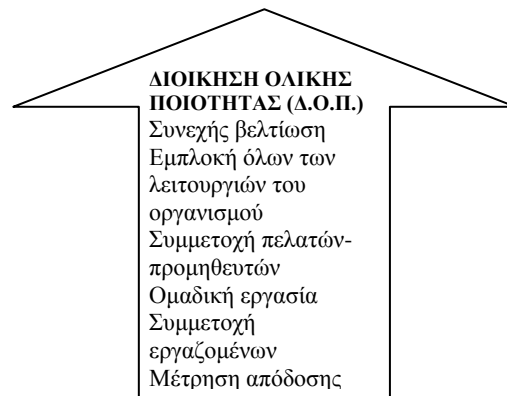 ΔΙΟΙΚΗΣΗ ΟΛΙΚΗΣ
ΠΟΙΟΤΗΤΑΣ (Δ.Ο.Π.)
Συνεχής βελτίωση
Εμπλοκή όλων των
λειτουργιών του
οργανισμού
Συμμετοχή πελατών-
προμηθευτών
Ομαδική εργασία
Συμμετοχή
εργαζομένων
Μέτρηση απόδοσης